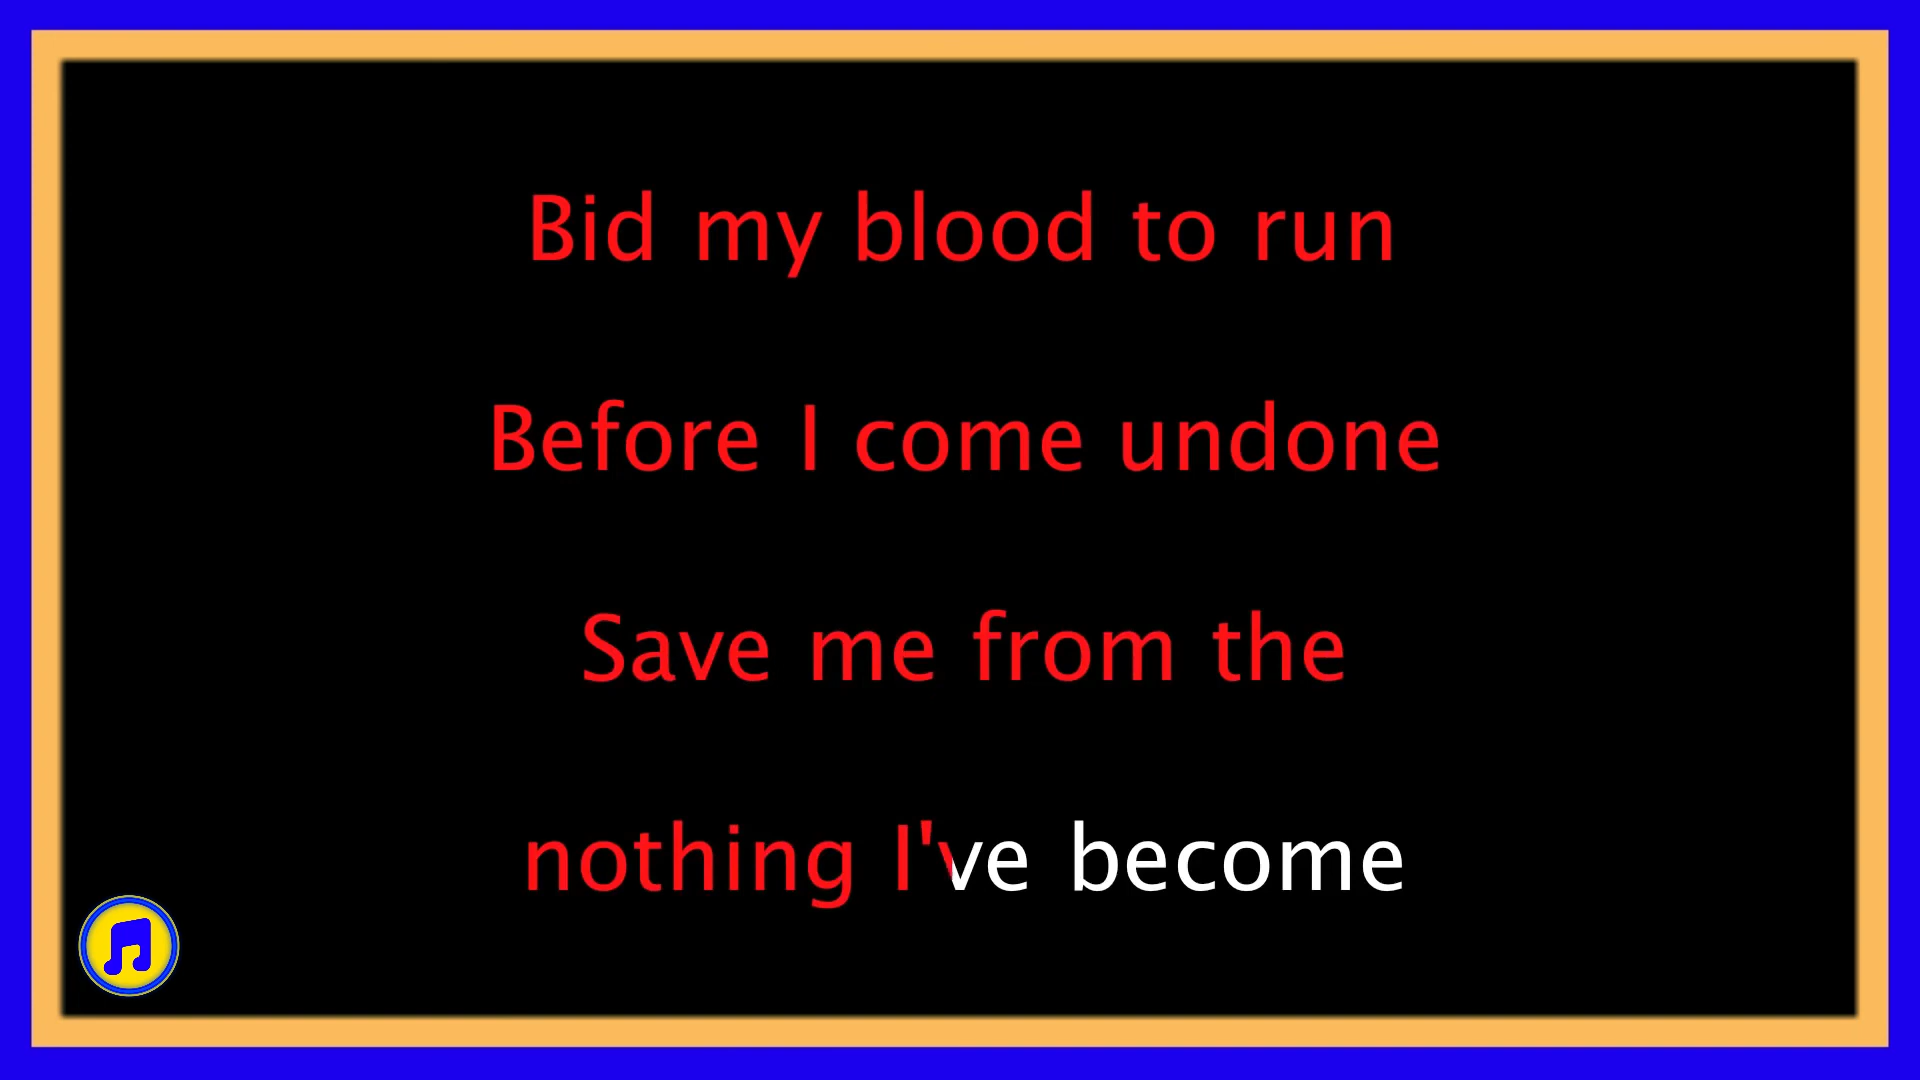 Bid my blood to run
Before I come undone
Save me from the
nothing I've become